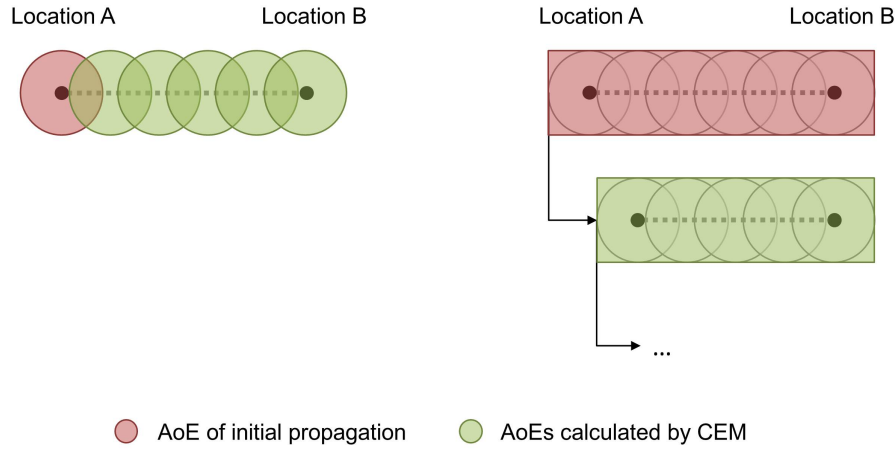 Location A
Location B
Location A
Location B
...
AoE of initial propagation
AoEs calculated by CEM